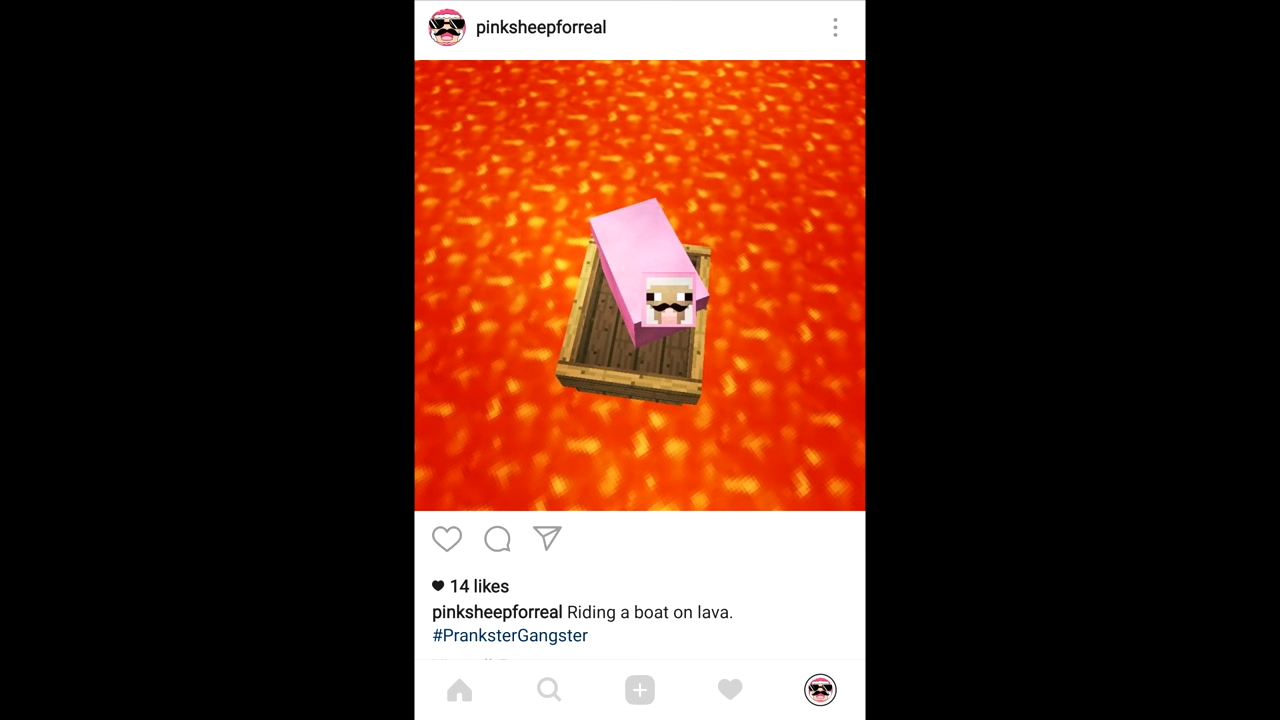 pinksheepforreal
14 likes
pinksheepforreal Riding a boat on lava.
#PranksterGangster